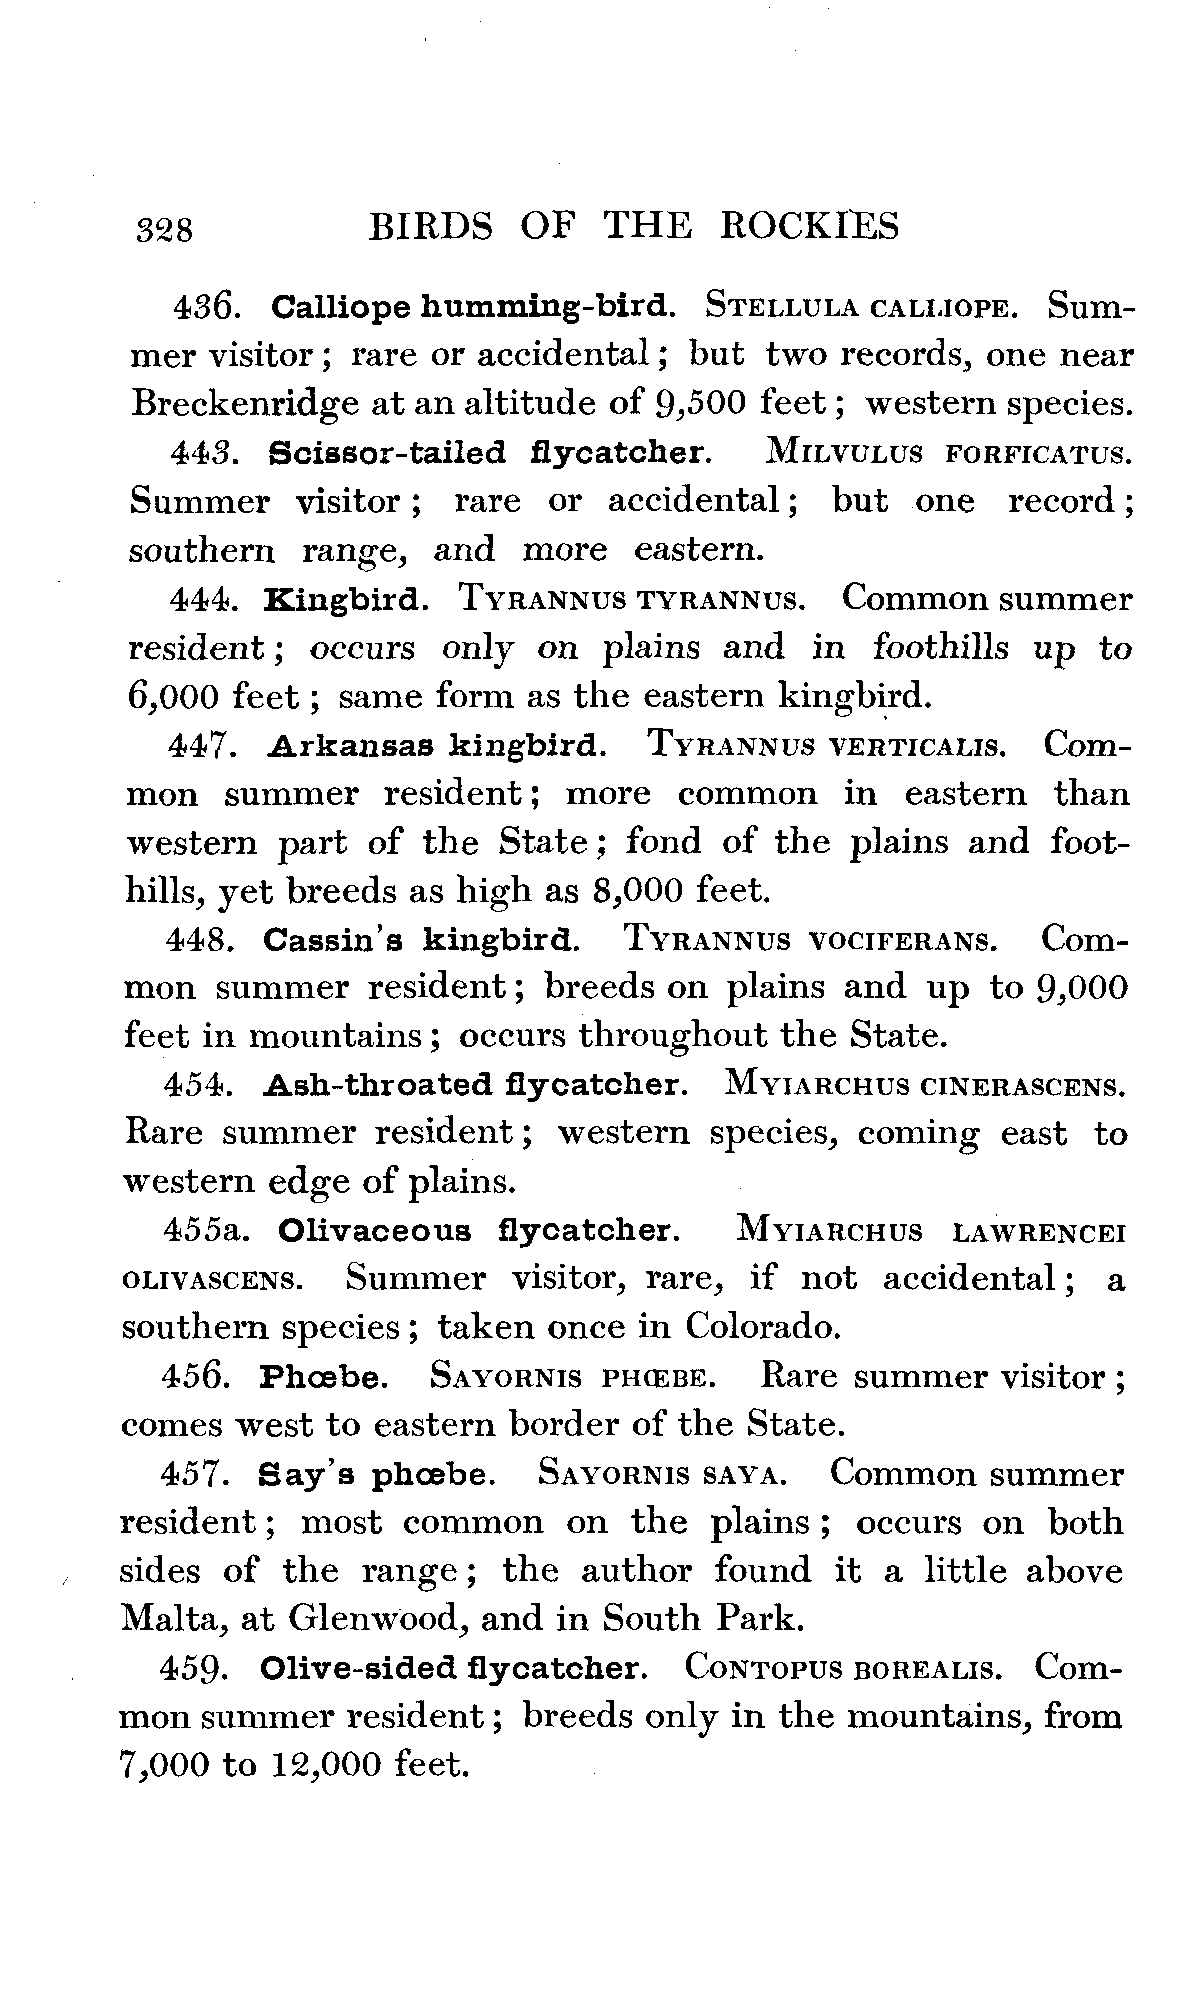 328 BIRDS OF THE ROCKIES
436. Calliope humming-bird. STELLULA CALLIOPE. Sum-
mer visitor; rare or accidental; but two records, one near
Breckenridge at an altitude of 9,500 feet; western species.
443. Scissor-tailed flycatcher. MILVULUS FORFICATUS.
Summer visitor; rare or accidental; but one record;
southern range, and more eastern.
444. Kingbird. TYRANNUS TYRANNUS. Common summer
resident; occurs only on plains and in foothills up to
6,000 feet; same form as the eastern kingbird.
447. Arkansas kingbird. TYRANNUS VERTICALIS. Com-
mon summer resident; more common in eastern than
western part of the State; fond of the plains and foot-
hills, yet breeds as high as 8,000 feet.
448. Cassin's kingbird. TYRANNUS VOCIFERANS. Com-
mon summer resident; breeds on plains and up to 9,000
feet in mountains; occurs throughout the State.
454. Ash-throated flycatcher. MYIARCHUS CINERASCENS.
Rare summer resident; western species, coming east to
western edge of plains.
455a. Olivaceous flycatcher. MYIARCHUS LAWRENCEI
OLIVASCENS. Summer visitor, rare, if not accidental; a
southern species; taken once in Colorado.
456. Phœbe. SAYORNIS PHŒBE. Rare summer visitor;
comes west to eastern border of the State.
457. Say's phœbe. SAYORNIS SAYA. Common summer
resident; most common on the plains; occurs on both
sides of the range; the author found it a little above
Malta, at Glenwood, and in South Park.
459. Olive-sided flycatcher. CONTOPUS BOREALIS. Com-
mon summer resident; breeds only in the mountains, from
7,000 to 12,000 feet.